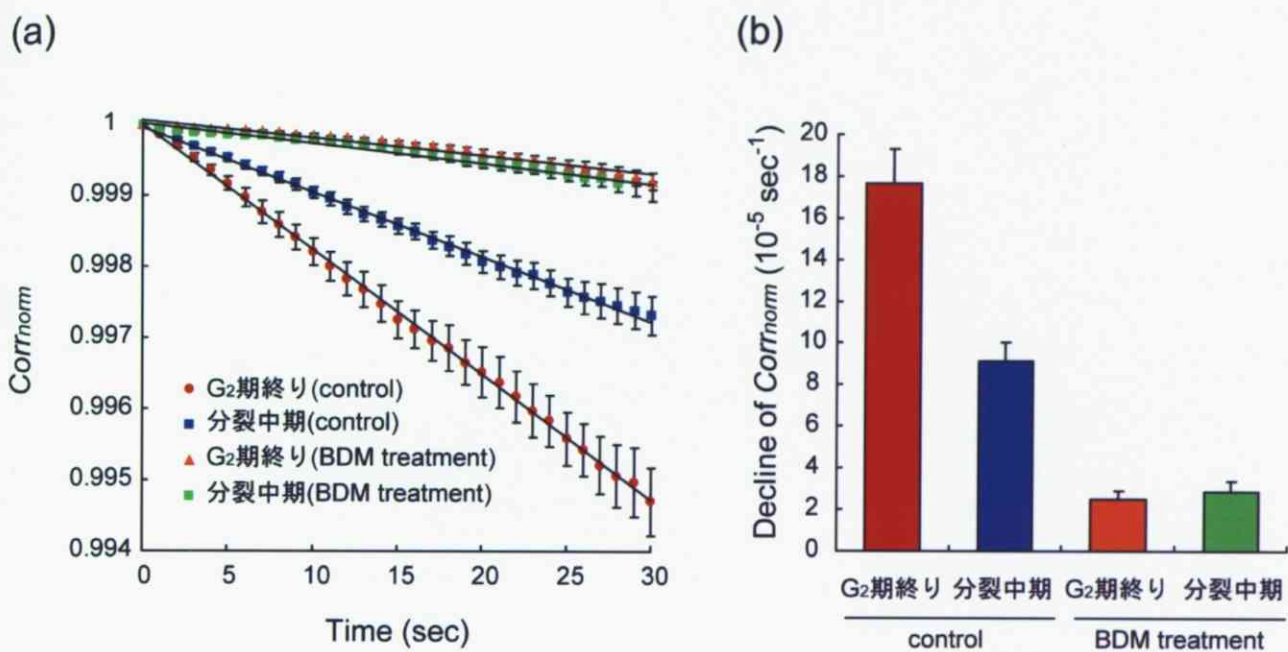 (a)
1
0.999
0.998
0.997
0.996
0.995
0.994
Corrnorm
G2期終り(control)
分裂中期(control)
G2期終り(BDM treatment)
分裂中期(BDM treatment)
0 5 10 15 20 25 30
Time (sec)
(b)
20
18
16
14
12
10
8
6
4
2
0
Decline of Corrnorm (10-5 sec-1)
G2期終り 分裂中期 G2期終り 分裂中期
control BDM treatment